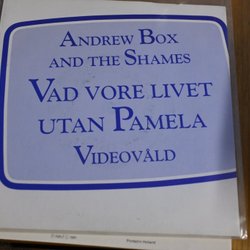 ANDREW BOX
AND THE SHAMES
VAD VORE LIVET
UTAN PAMELA
VIDEOVÅLD